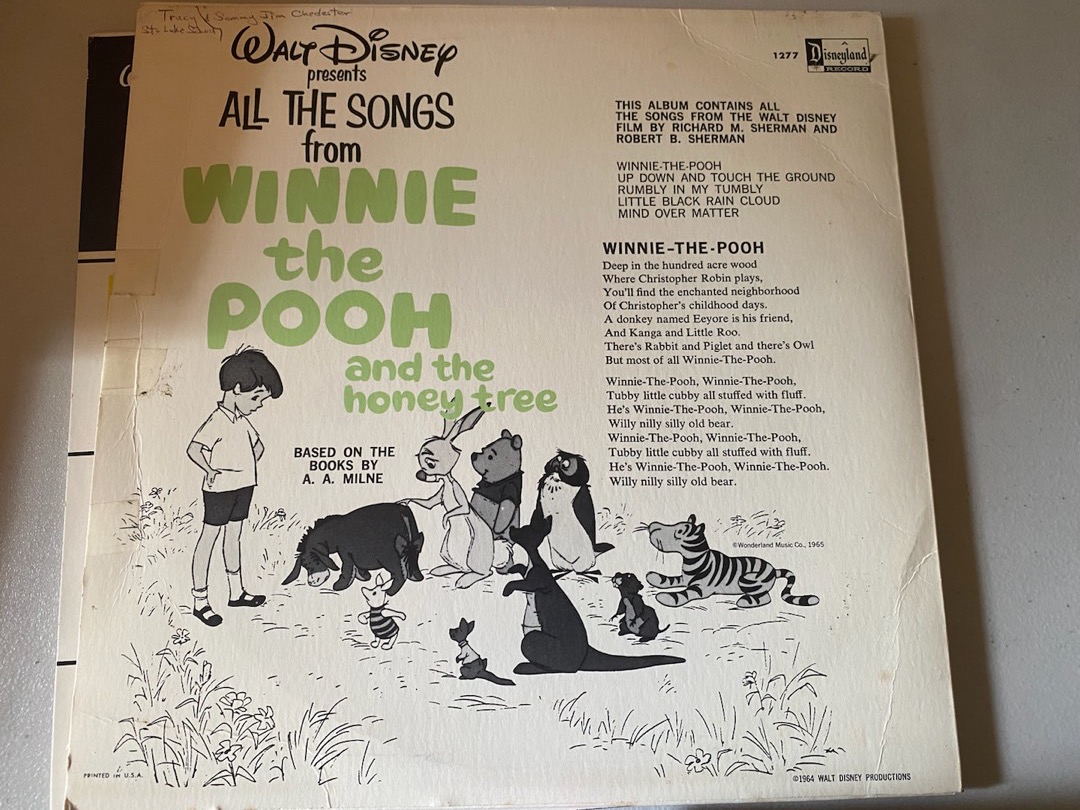 Tracy & Sammy Jim Chedester
WALT DISNEY
presents
ALL THE SONGS
from
WINNIE
the
POOH
and the
honey tree
BASED ON THE
BOOKS BY
A. A. MILNE
1277
Disneyland
RECORD
THIS ALBUM CONTAINS ALL
THE SONGS FROM THE WALT DISNEY
FILM BY RICHARD M. SHERMAN AND
ROBERT B. SHERMAN
WINNIE-THE-POOH
UP DOWN AND TOUCH THE GROUND
RUMBLY IN MY TUMBLY
LITTLE BLACK RAIN CLOUD
MIND OVER MATTER
WINNIE-THE-POOH
Deep in the hundred acre wood
Where Christopher Robin plays,
You'll find the enchanted neighborhood
Of Christopher's childhood days.
A donkey named Eeyore is his friend,
And Kanga and Little Roo.
There's Rabbit and Piglet and there's Owl
But most of all Winnie-The-Pooh.
Winnie-The-Pooh, Winnie-The-Pooh,
Tubby little cubby all stuffed with fluff.
He's Winnie-The-Pooh, Winnie-The-Pooh,
Willy nilly silly old bear.
Winnie-The-Pooh, Winnie-The-Pooh,
Tubby little cubby all stuffed with fluff.
He's Winnie-The-Pooh, Winnie-The-Pooh.
Willy nilly silly old bear.
©Wonderland Music Co., 1965
PRINTED IN U.S.A.
©1964 WALT DISNEY PRODUCTIONS